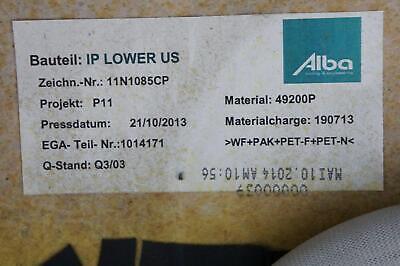 Bauteil: IP LOWER US
Alba
Zeichn.-Nr.: 11N1085CP
Projekt: P11
Material: 49200P
Pressdatum: 21/10/2013
Materialcharge: 190713
EGA- Teil- Nr.:1014171
>WF+PAK+PET-F+PET-N<
Q-Stand: Q3/03
MAI10.2014 AM10:56